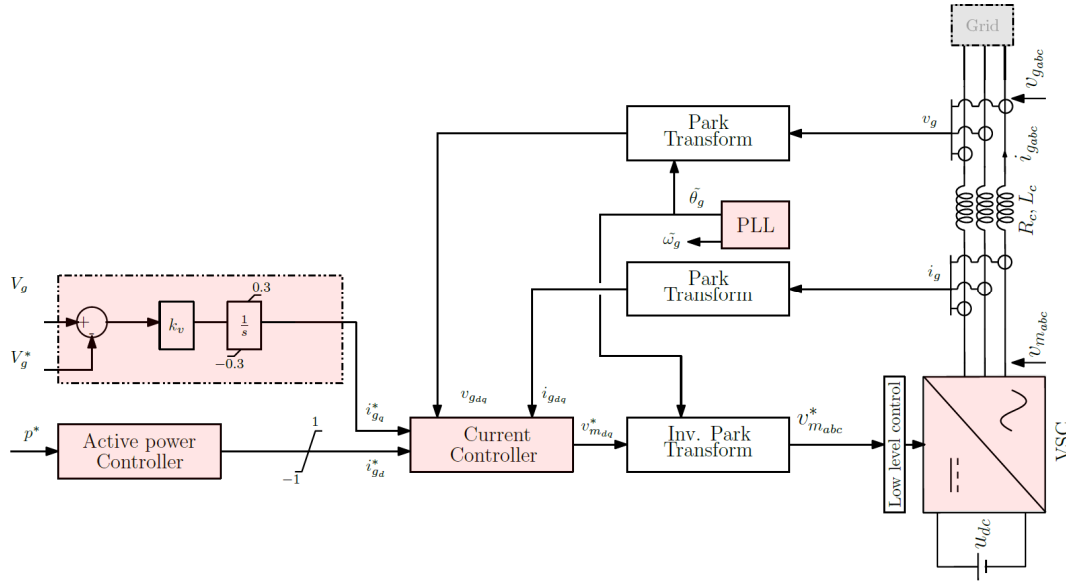 Grid
v_{g_{abc}}
Park
Transform
v_g
i_{g_{abc}}
\tilde{θ}_g
PLL
R_c, L_c
\tilde{ω}_g
V_g
0.3
Park
Transform
i_g
+
-
k_v
1/s
V_g^*
−0.3
v_{m_{abc}}
v_{g_{dq}}
i_{g_{dq}}
i_{g_q}^*
p^*
Active power
Controller
1
−1
i_{g_d}^*
Current
Controller
v_{m_{dq}}^*
Inv. Park
Transform
v_{m_{abc}}^*
Low level control
VSC
u_{dc}